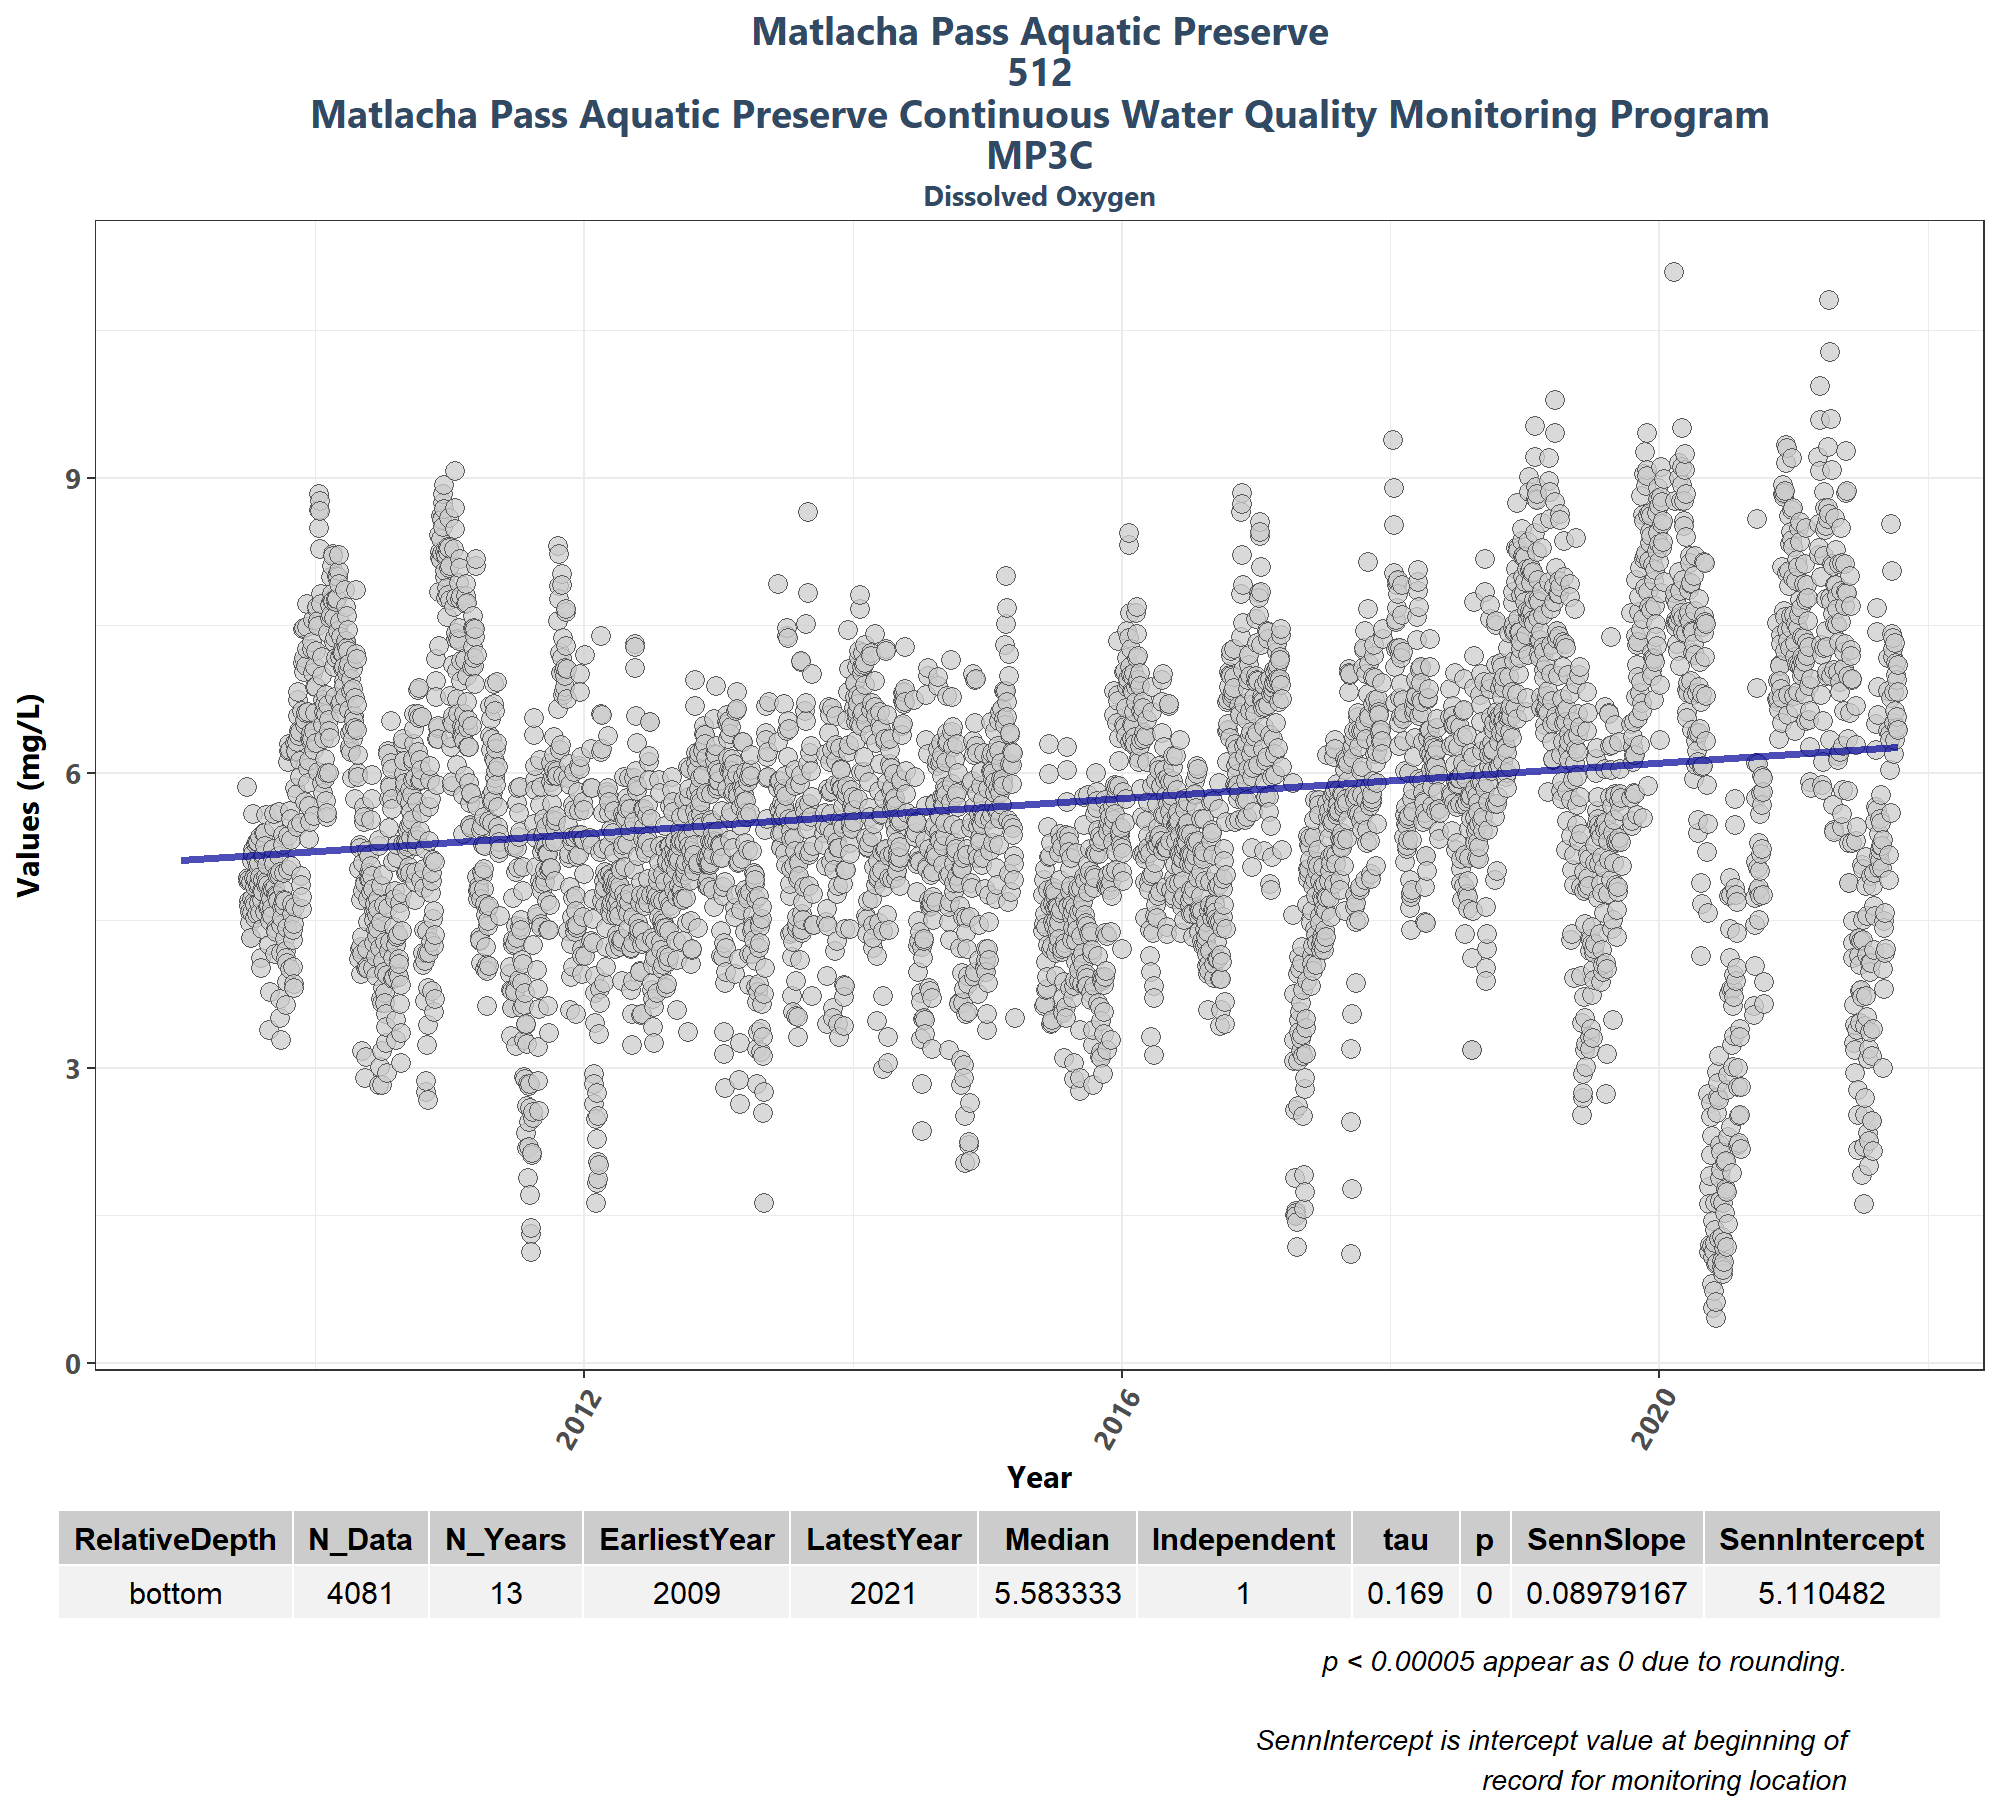 Matlacha Pass Aquatic Preserve
512
Matlacha Pass Aquatic Preserve Continuous Water Quality Monitoring Program
MP3C
Dissolved Oxygen
Values (mg/L)
9
6
3
0
2012 2016 2020
Year
RelativeDepth N_Data N_Years EarliestYear LatestYear Median Independent tau p SennSlope SennIntercept
bottom 4081 13 2009 2021 5.583333 1 0.169 0 0.08979167 5.110482
p < 0.00005 appear as 0 due to rounding.
SennIntercept is intercept value at beginning of
record for monitoring location